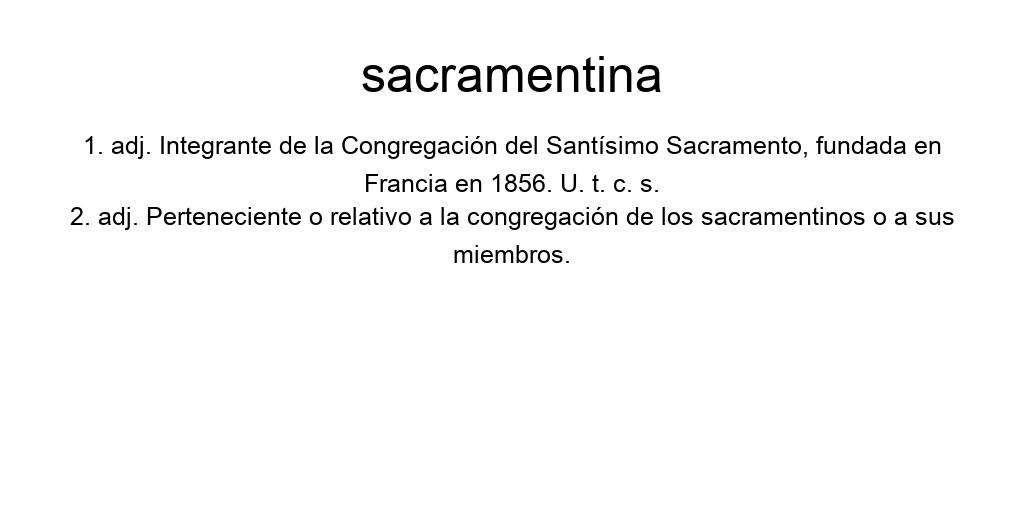 sacramentina
1. adj. Integrante de la Congregación del Santísimo Sacramento, fundada en
Francia en 1856. U. t. c. s.
2. adj. Perteneciente o relativo a la congregación de los sacramentinos o a sus
miembros.